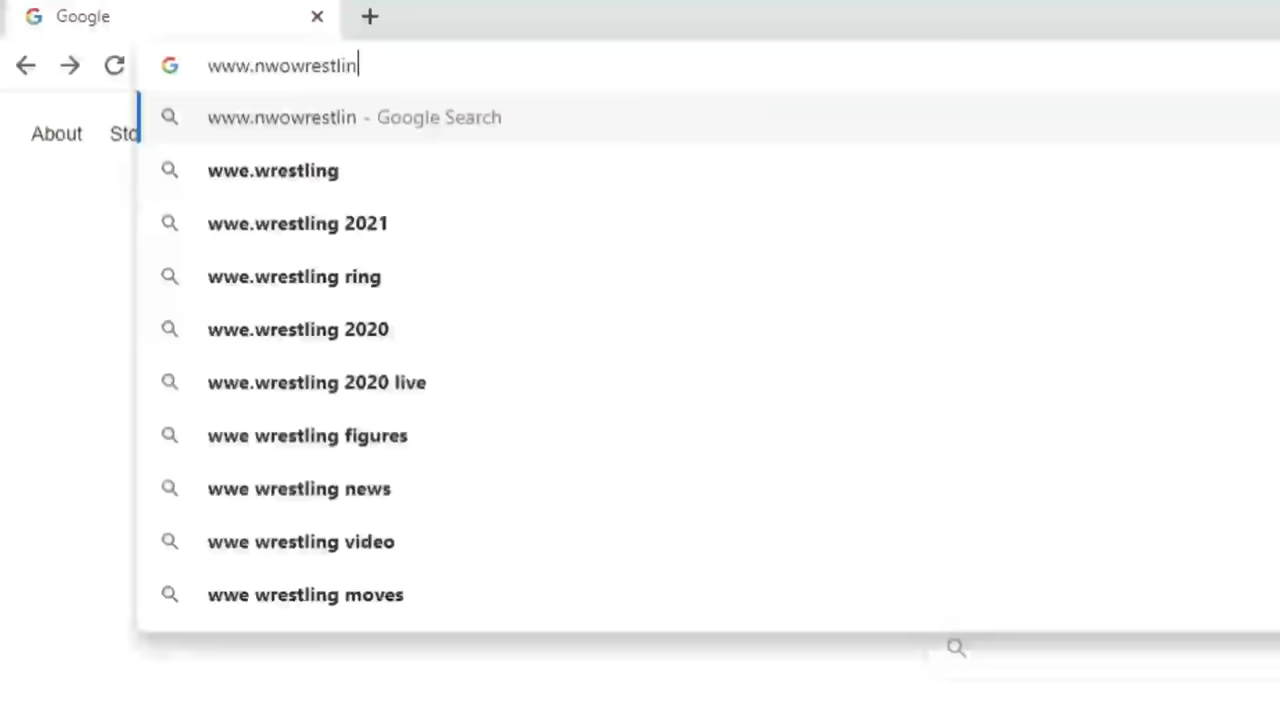 Google
www.nwowrestlin
www.nwowrestlin - Google Search
About
wwe.wrestling
wwe.wrestling 2021
wwe.wrestling ring
wwe.wrestling 2020
wwe.wrestling 2020 live
wwe wrestling figures
wwe wrestling news
wwe wrestling video
wwe wrestling moves